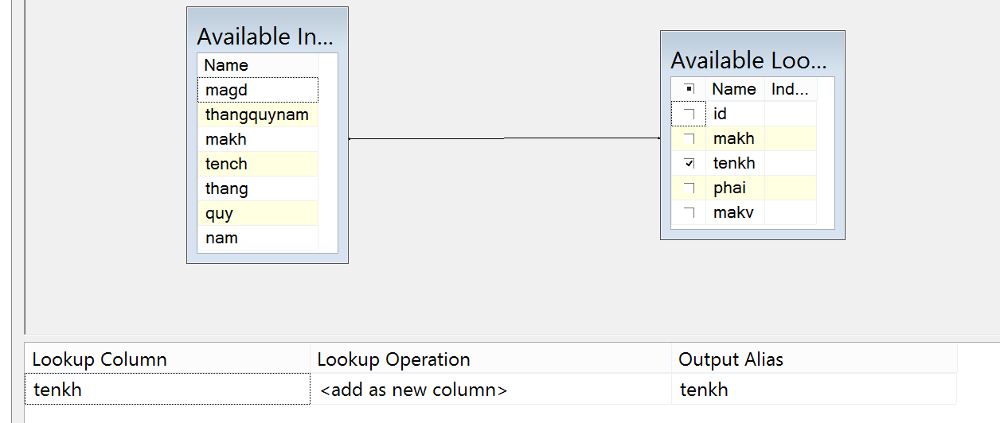 Available In...
Name
magd
thangquynam
makh
tench
thang
quy
nam
Available Loo...
Name Ind...
id
makh
tenkh
phai
makv
Lookup Column Lookup Operation Output Alias
tenkh <add as new column> tenkh